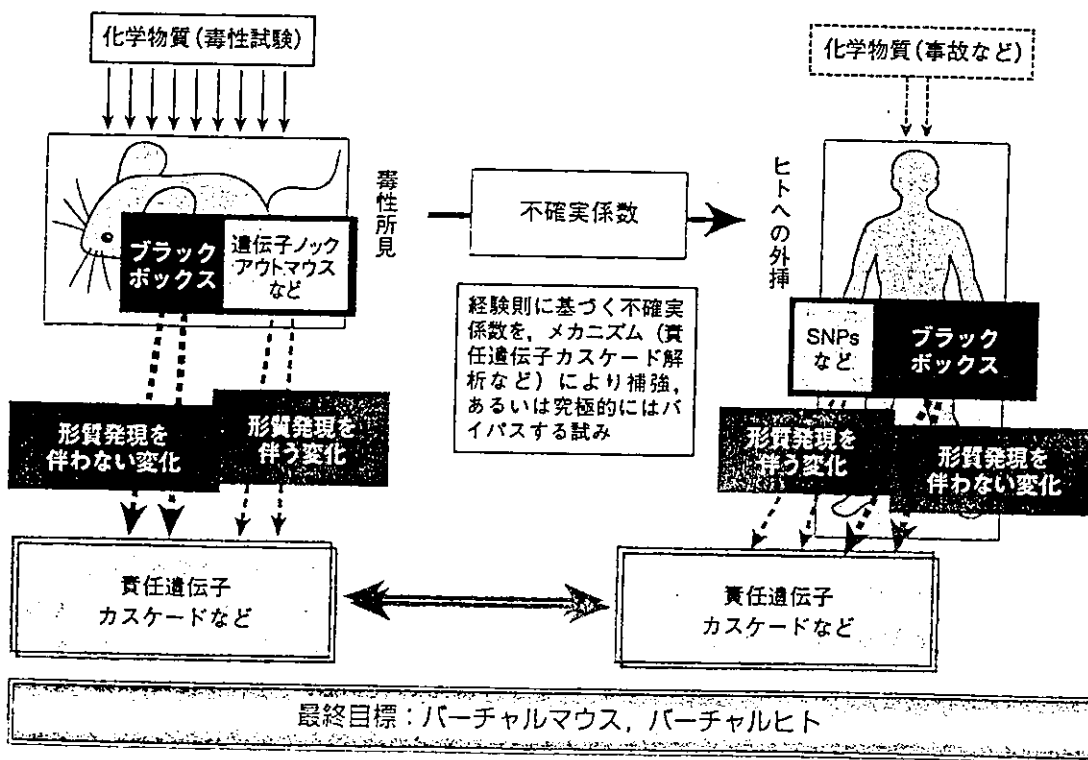 化学物質(毒性試験)
化学物質(事故など)
毒性所見
不確実係数
ヒトへの外挿
ブラック
ボックス
遺伝子ノック
アウトマウス
など
経験則に基づく不確実
係数を，メカニズム（責
任遺伝子カスケード解
析など）により補強，
あるいは究極的にはバ
イパスする試み
SNPs
など
ブラック
ボックス
形質発現を
伴わない変化
形質発現を
伴う変化
形質発現を
伴う変化
形質発現を
伴わない変化
責任遺伝子
カスケードなど
責任遺伝子
カスケードなど
最終目標：バーチャルマウス，バーチャルヒト